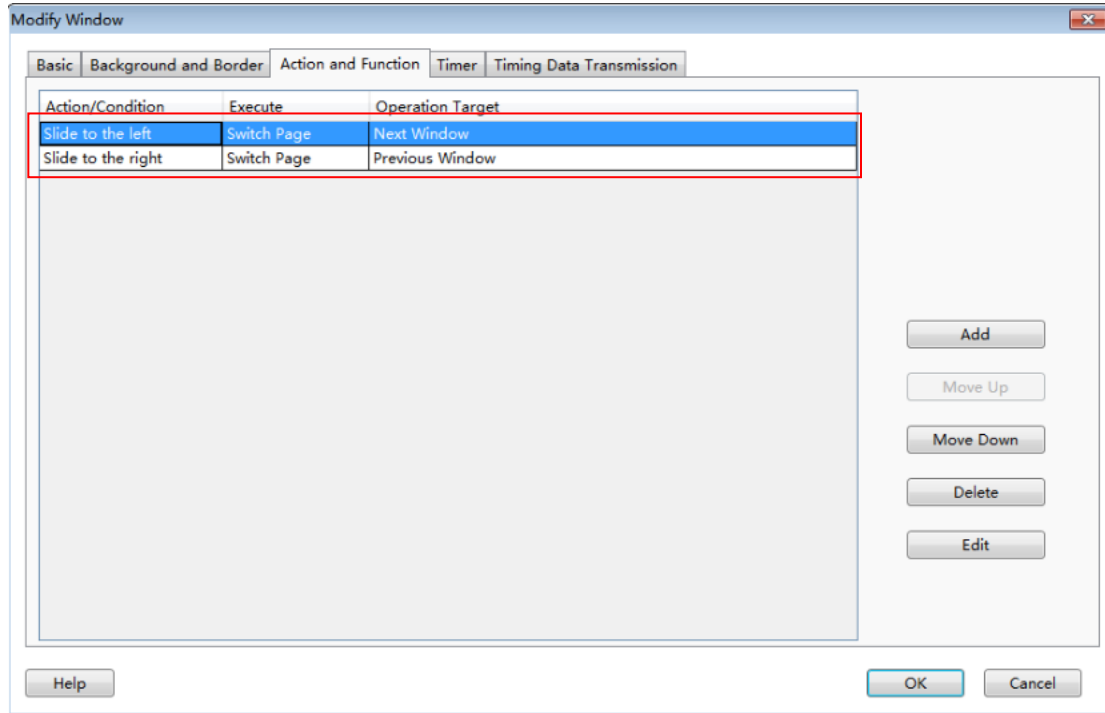 Modify Window
Basic Background and Border Action and Function Timer Timing Data Transmission
Action/Condition Execute Operation Target
Slide to the left Switch Page Next Window
Slide to the right Switch Page Previous Window
Add
Move Up
Move Down
Delete
Edit
Help OK Cancel